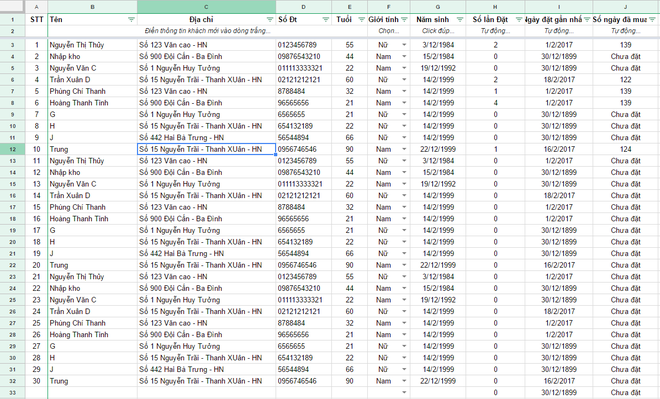 A B C D E F G H I J
1 STT Tên Địa chỉ Số Đt Tuổi Giới tính Năm sinh Số lần Đặt igày đặt gần nhấ Số ngày đã mua
2 Điền thông tin khách mới vào dòng trắng... Chọn... Click đúp... Tự động... Tự động... Tự động...
3 1 Nguyễn Thị Thủy Số 123 Văn cao - HN 0123456789 55 Nữ 3/12/1984 2 1/2/2017 139
4 2 Nhập kho Số 900 Đội Cấn - Ba Đình 09876543210 44 Nam 15/2/1984 0 30/12/1899 Chưa đặt
5 3 Nguyễn Văn C Số 1 Nguyễn Huy Tưởng 011113333321 22 Nam 19/12/1992 0 30/12/1899 Chưa đặt
6 4 Trần Xuân D Số 15 Nguyễn Trãi - Thanh XUân - HN 02121212121 60 Nam 14/2/1999 2 18/2/2017 122
7 5 Phùng Chí Thanh Số 123 Văn cao - HN 8788484 32 Nam 14/2/1999 1 1/2/2017 139
8 6 Hoàng Thanh Tình Số 900 Đội Cấn - Ba Đình 96565656 21 Nam 14/2/1999 4 1/2/2017 139
9 7 G Số 1 Nguyễn Huy Tưởng 6565655 21 Nữ 14/2/1999 0 30/12/1899 Chưa đặt
10 8 H Số 15 Nguyễn Trãi - Thanh XUân - HN 654132189 22 Nữ 14/2/1999 0 30/12/1899 Chưa đặt
11 9 J Số 442 Hai Bà Trưng - HN 56544894 66 Nữ 14/2/1999 0 30/12/1899 Chưa đặt
12 10 Trung Số 15 Nguyễn Trãi - Thanh XUân - HN 0956746546 90 Nam 22/12/1999 1 16/2/2017 124
13 11 Nguyễn Thị Thủy Số 123 Văn cao - HN 0123456789 55 Nữ 3/12/1984 0 1/2/2017 Chưa đặt
14 12 Nhập kho Số 900 Đội Cấn - Ba Đình 09876543210 44 Nam 15/2/1984 0 30/12/1899 Chưa đặt
15 13 Nguyễn Văn C Số 1 Nguyễn Huy Tưởng 011113333321 22 Nam 19/12/1992 0 30/12/1899 Chưa đặt
16 14 Trần Xuân D Số 15 Nguyễn Trãi - Thanh XUân - HN 02121212121 60 Nữ 14/2/1999 0 18/2/2017 Chưa đặt
17 15 Phùng Chí Thanh Số 123 Văn cao - HN 8788484 32 Nam 14/2/1999 0 1/2/2017 Chưa đặt
18 16 Hoàng Thanh Tình Số 900 Đội Cấn - Ba Đình 96565656 21 Nam 14/2/1999 0 1/2/2017 Chưa đặt
19 17 G Số 1 Nguyễn Huy Tưởng 6565655 21 Nữ 14/2/1999 0 30/12/1899 Chưa đặt
20 18 H Số 15 Nguyễn Trãi - Thanh XUân - HN 654132189 22 Nữ 14/2/1999 0 30/12/1899 Chưa đặt
21 19 J Số 442 Hai Bà Trưng - HN 56544894 66 Nữ 14/2/1999 0 30/12/1899 Chưa đặt
22 20 Trung Số 15 Nguyễn Trãi - Thanh XUân - HN 0956746546 90 Nam 22/12/1999 0 16/2/2017 Chưa đặt
23 21 Nguyễn Thị Thủy Số 123 Văn cao - HN 0123456789 55 Nữ 3/12/1984 0 1/2/2017 Chưa đặt
24 22 Nhập kho Số 900 Đội Cấn - Ba Đình 09876543210 44 Nam 15/2/1984 0 30/12/1899 Chưa đặt
25 23 Nguyễn Văn C Số 1 Nguyễn Huy Tưởng 011113333321 22 Nam 19/12/1992 0 30/12/1899 Chưa đặt
26 24 Trần Xuân D Số 15 Nguyễn Trãi - Thanh XUân - HN 02121212121 60 Nữ 14/2/1999 0 18/2/2017 Chưa đặt
27 25 Phùng Chí Thanh Số 123 Văn cao - HN 8788484 32 Nam 14/2/1999 0 1/2/2017 Chưa đặt
28 26 Hoàng Thanh Tình Số 900 Đội Cấn - Ba Đình 96565656 21 Nam 14/2/1999 0 1/2/2017 Chưa đặt
29 27 G Số 1 Nguyễn Huy Tưởng 6565655 21 Nữ 14/2/1999 0 30/12/1899 Chưa đặt
30 28 H Số 15 Nguyễn Trãi - Thanh XUân - HN 654132189 22 Nữ 14/2/1999 0 30/12/1899 Chưa đặt
31 29 J Số 442 Hai Bà Trưng - HN 56544894 66 Nữ 14/2/1999 0 30/12/1899 Chưa đặt
32 30 Trung Số 15 Nguyễn Trãi - Thanh XUân - HN 0956746546 90 Nam 22/12/1999 0 16/2/2017 Chưa đặt
33 0 30/12/1899 Chưa đặt